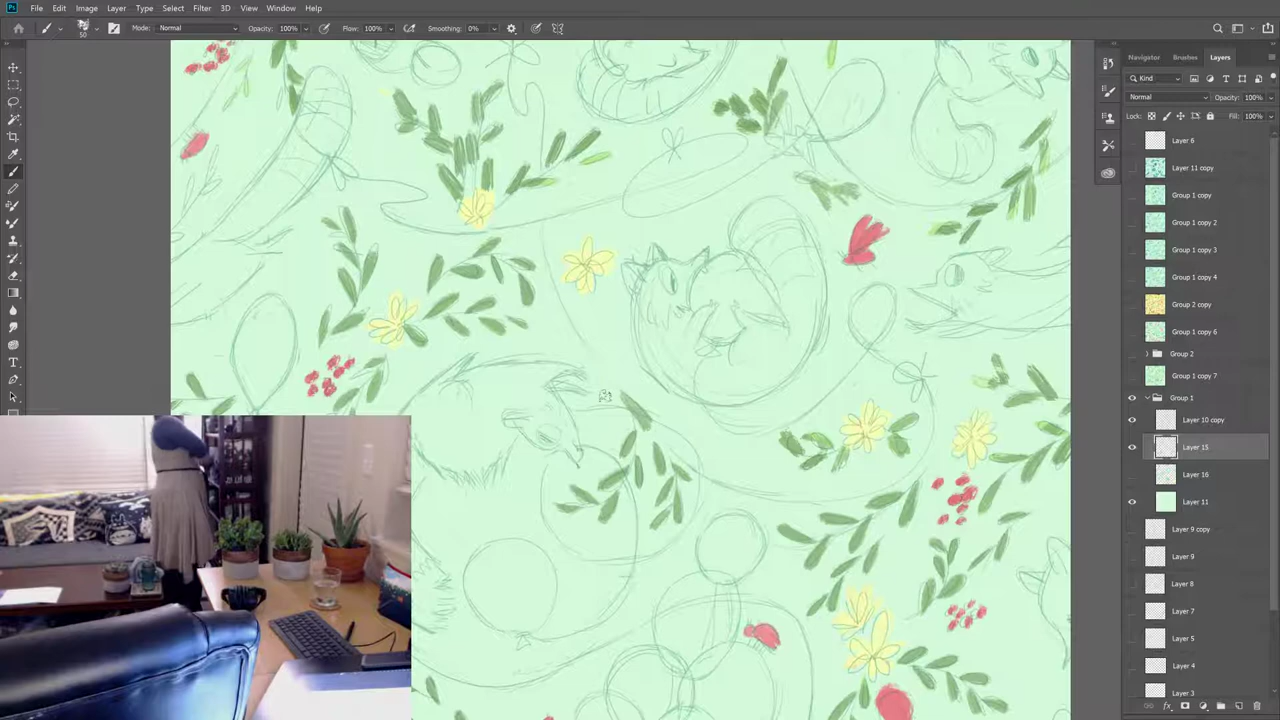 Ps File Edit Image Layer Type Select Filter 3D View Window Help
50 Mode: Normal Opacity: 100% Flow: 100% Smoothing: 0%
Navigator Brushes Layers
Kind
Normal Opacity: 100%
Lock: Fill: 100%
Layer 6
Layer 11 copy
Group 1 copy
Group 1 copy 2
Group 1 copy 3
Group 1 copy 4
Group 2 copy
Group 1 copy 6
Group 2
Group 1 copy 7
Group 1
Layer 10 copy
Layer 15
Layer 16
Layer 11
Layer 9 copy
Layer 9
Layer 8
Layer 7
Layer 5
Layer 4
Layer 3
fx